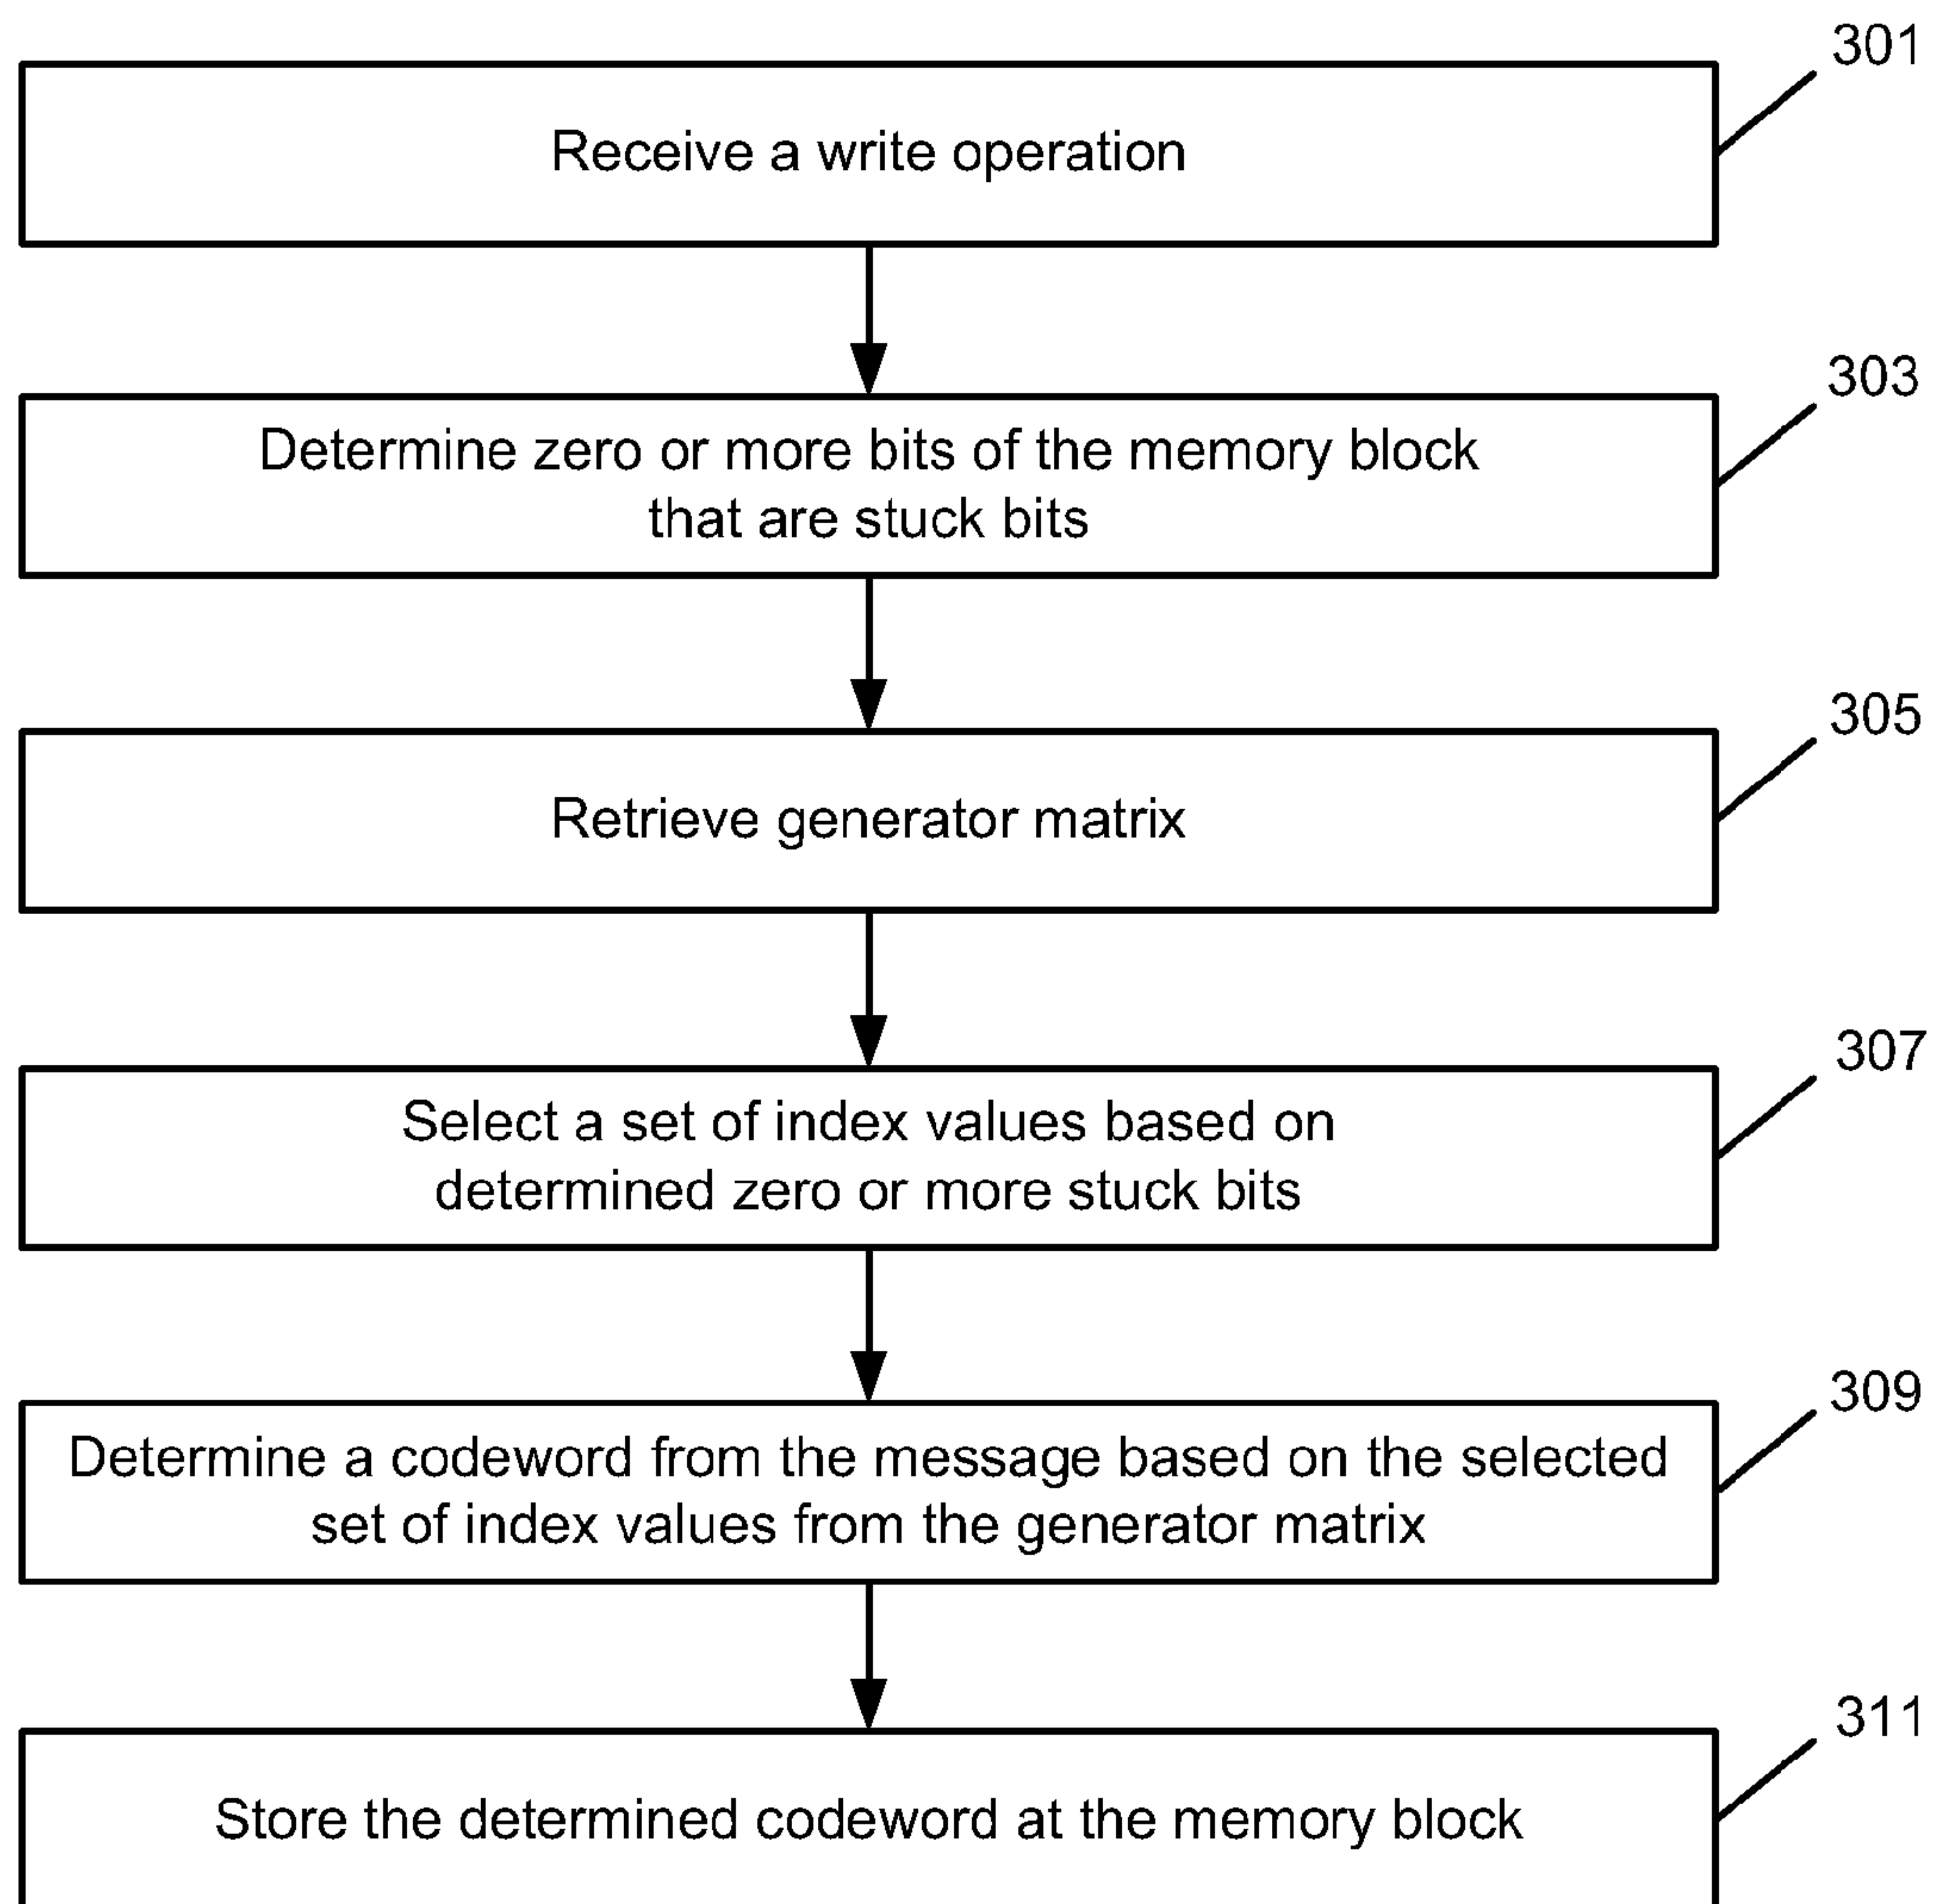 301
Receive a write operation
303
Determine zero or more bits of the memory block
that are stuck bits
305
Retrieve generator matrix
307
Select a set of index values based on
determined zero or more stuck bits
309
Determine a codeword from the message based on the selected
set of index values from the generator matrix
311
Store the determined codeword at the memory block